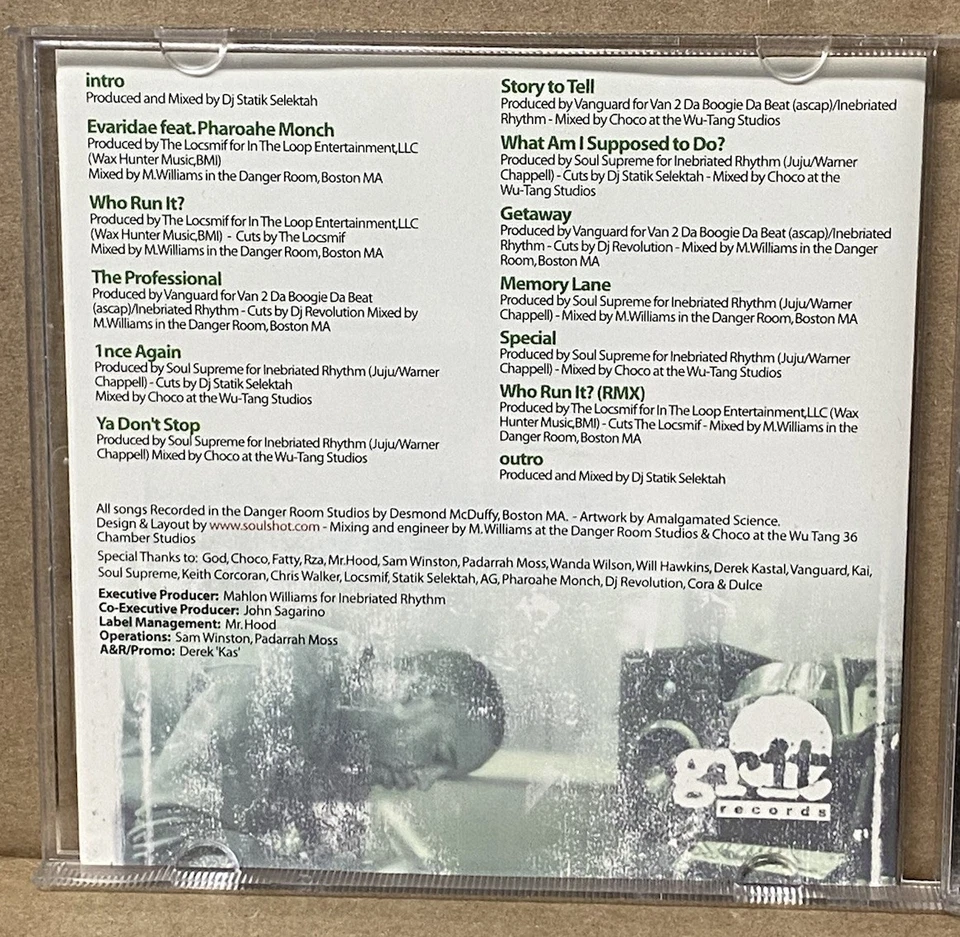 intro
Produced and Mixed by Dj Statik Selektah
Evaridae feat. Pharoahe Monch
Produced by The Locsmif for In The Loop Entertainment,LLC
(Wax Hunter Music,BMI)
Mixed by M.Williams in the Danger Room, Boston MA
Who Run It?
Produced by The Locsmif for In The Loop Entertainment,LLC
(Wax Hunter Music,BMI) - Cuts by The Locsmif
Mixed by M.Williams in the Danger Room, Boston MA
The Professional
Produced by Vanguard for Van 2 Da Boogie Da Beat
(ascap)/Inebriated Rhythm - Cuts by Dj Revolution Mixed by
M.Williams in the Danger Room, Boston MA
1nce Again
Produced by Soul Supreme for Inebriated Rhythm (Juju/Warner
Chappell) - Cuts by Dj Statik Selektah
Mixed by Choco at the Wu-Tang Studios
Ya Don't Stop
Produced by Soul Supreme for Inebriated Rhythm (Juju/Warner
Chappell) Mixed by Choco at the Wu-Tang Studios
Story to Tell
Produced by Vanguard for Van 2 Da Boogie Da Beat (ascap)/Inebriated
Rhythm - Mixed by Choco at the Wu-Tang Studios
What Am I Supposed to Do?
Produced by Soul Supreme for Inebriated Rhythm (Juju/Warner
Chappell) - Cuts by Dj Statik Selektah - Mixed by Choco at the
Wu-Tang Studios
Getaway
Produced by Vanguard for Van 2 Da Boogie Da Beat (ascap)/Inebriated
Rhythm - Cuts by Dj Revolution - Mixed by M.Williams in the Danger
Room, Boston MA
Memory Lane
Produced by Soul Supreme for Inebriated Rhythm (Juju/Warner
Chappell) - Mixed by M.Williams in the Danger Room, Boston MA
Special
Produced by Soul Supreme for Inebriated Rhythm (Juju/Warner
Chappell) - Mixed by Choco at the Wu-Tang Studios
Who Run It? (RMX)
Produced by The Locsmif for In The Loop Entertainment,LLC (Wax
Hunter Music,BMI) - Cuts The Locsmif - Mixed by M.Williams in the
Danger Room, Boston MA
outro
Produced and Mixed by Dj Statik Selektah
All songs Recorded in the Danger Room Studios by Desmond McDuffy, Boston MA. - Artwork by Amalgamated Science.
Design & Layout by www.soulshot.com - Mixing and engineer by M.Williams at the Danger Room Studios & Choco at the Wu Tang 36
Chamber Studios
Special Thanks to: God, Choco, Fatty, Rza, Mr.Hood, Sam Winston, Padarrah Moss, Wanda Wilson, Will Hawkins, Derek Kastal, Vanguard, Kai,
Soul Supreme, Keith Corcoran, Chris Walker, Locsmif, Statik Selektah, AG, Pharoahe Monch, Dj Revolution, Cora & Dulce
Executive Producer: Mahlon Williams for Inebriated Rhythm
Co-Executive Producer: John Sagarino
Label Management: Mr. Hood
Operations: Sam Winston, Padarrah Moss
A&R/Promo: Derek 'Kas'
grit
records